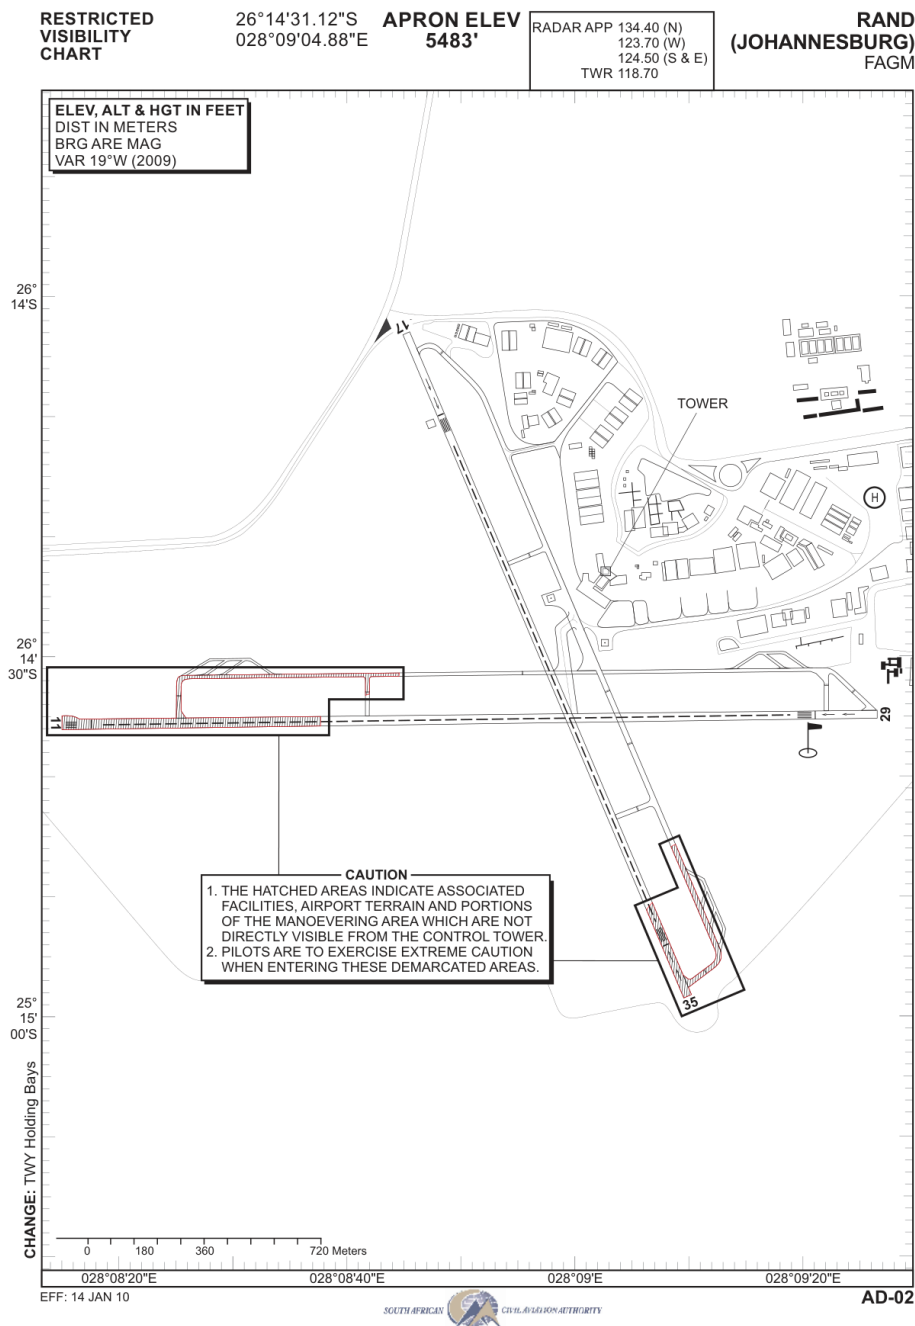 RESTRICTED
VISIBILITY
CHART
26°14'31.12"S
028°09'04.88"E
APRON ELEV
5483'
RADAR APP 134.40 (N)
123.70 (W)
124.50 (S & E)
TWR 118.70
RAND
(JOHANNESBURG)
FAGM
ELEV, ALT & HGT IN FEET
DIST IN METERS
BRG ARE MAG
VAR 19°W (2009)
26°
14'S
17
TOWER
H
26°
14'
30"S
11
29
CAUTION
1. THE HATCHED AREAS INDICATE ASSOCIATED
FACILITIES, AIRPORT TERRAIN AND PORTIONS
OF THE MANOEVERING AREA WHICH ARE NOT
DIRECTLY VISIBLE FROM THE CONTROL TOWER.
2. PILOTS ARE TO EXERCISE EXTREME CAUTION
WHEN ENTERING THESE DEMARCATED AREAS.
35
25°
15'
00'S
CHANGE: TWY Holding Bays
0 180 360 720 Meters
028°08'20"E 028°08'40"E 028°09'E 028°09'20"E
EFF: 14 JAN 10
SOUTH AFRICAN CIVIL AVIATION AUTHORITY
AD-02